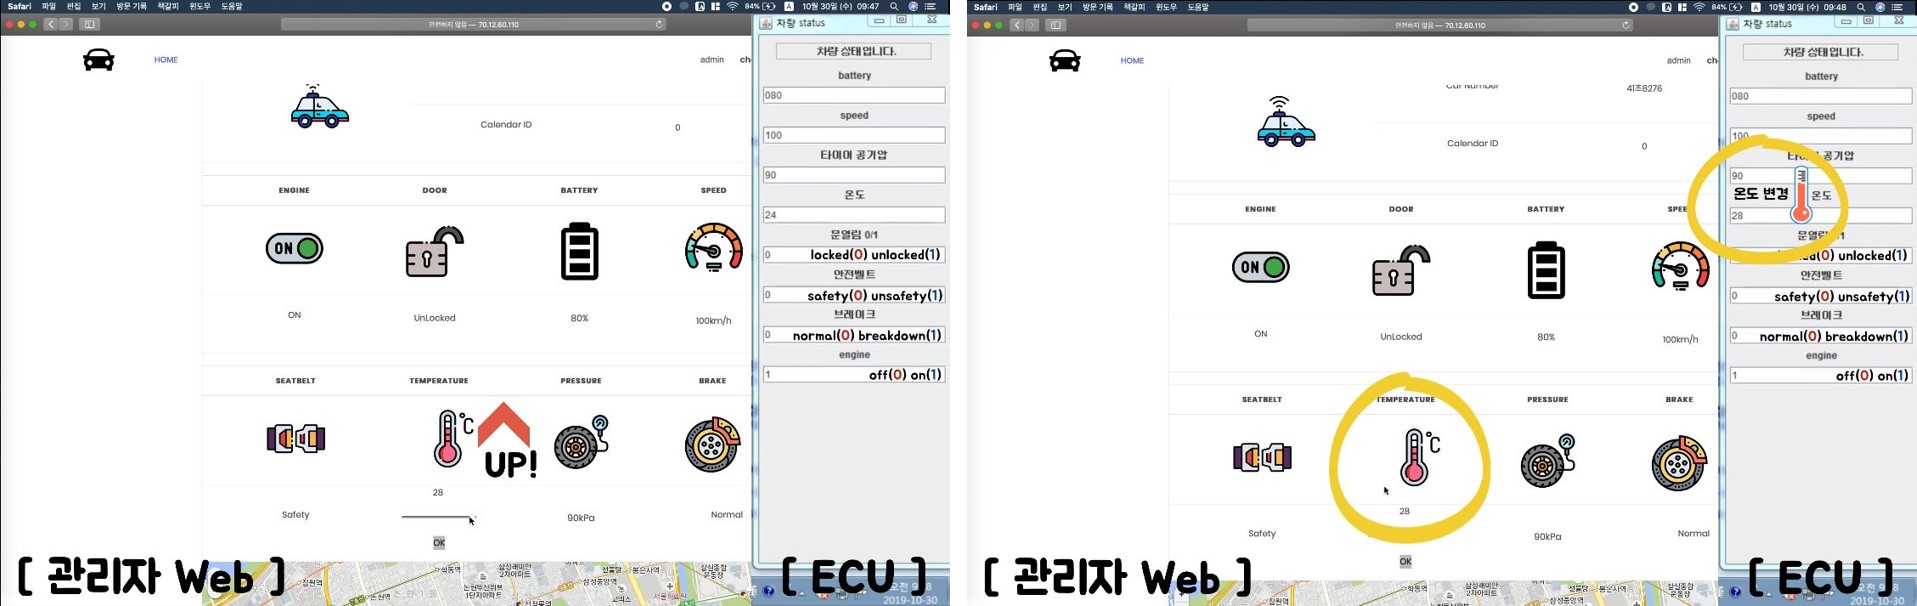 Safari 파일 편집 보기 방문 기록 책갈피 윈도우 도움말
84% A 10월 30일 (수) 09:47
안전하지 않음 — 70.12.60.110
HOME
admin
Calendar ID
0
ENGINE DOOR BATTERY SPEED
ON
ON UnLocked 80% 100km/h
SEATBELT TEMPERATURE PRESSURE BRAKE
°C
UP!
28
Safety 90kPa Normal
OK
[ 관리자 Web ]
차량 status
차량 상태입니다.
battery
080
speed
100
타이어 공기압
90
온도
24
문열림 0/1
0 locked(0) unlocked(1)
안전벨트
0 safety(0) unsafety(1)
브레이크
0 normal(0) breakdown(1)
engine
1 off(0) on(1)
[ ECU ]
2019-10-30
Safari 파일 편집 보기 방문 기록 책갈피 윈도우 도움말
84% A 10월 30일 (수) 09:48
안전하지 않음 — 70.12.60.110
HOME
admin
Car Number
Calendar ID
0
ENGINE DOOR BATTERY
ON
ON UnLocked 80% 100km/h
SEATBELT TEMPERATURE PRESSURE BRAKE
°C
28
Safety 90kPa Normal
OK
[ 관리자 Web ]
차량 status
차량 상태입니다.
battery
080
speed
100
타이어 공기압
90
온도 변경 온도
28
unlocked(1)
안전벨트
0 safety(0) unsafety(1)
브레이크
0 normal(0) breakdown(1)
engine
1 off(0) on(1)
[ ECU ]
2019-10-30